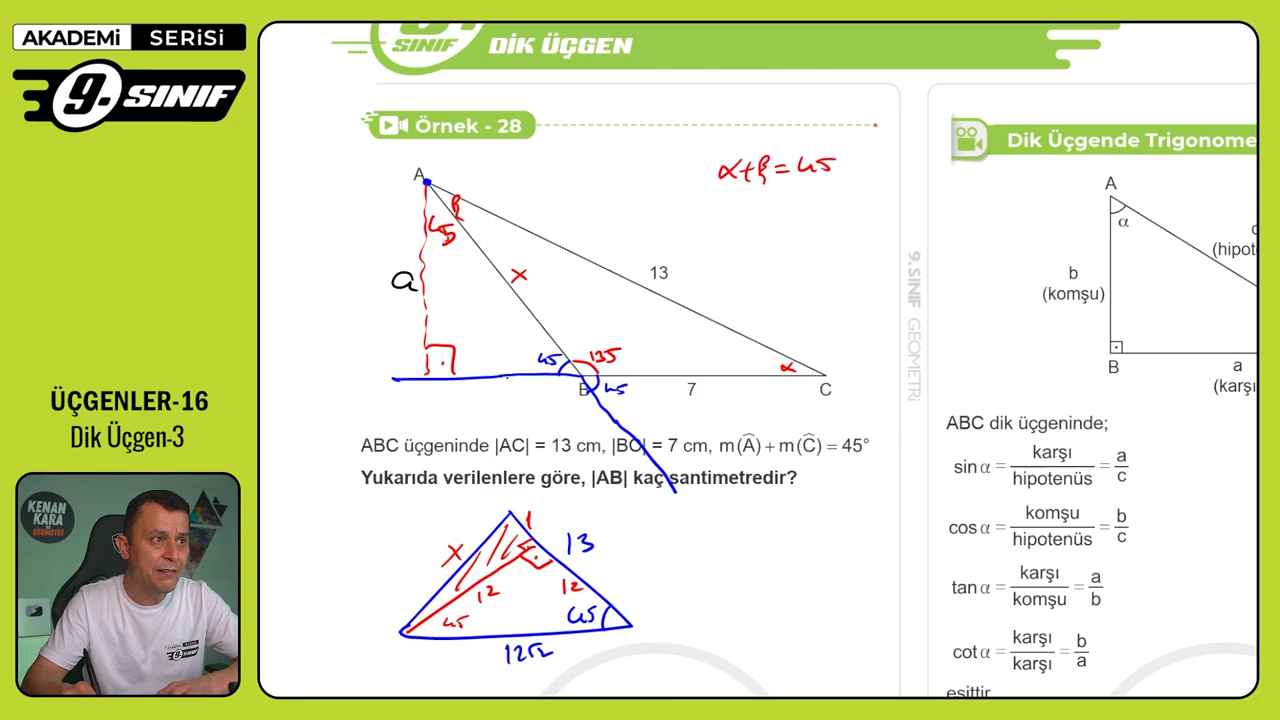 AKADEMİ SERİSİ
9. SINIF
ÜÇGENLER-16
Dik Üçgen-3
KENAN
KARA
GEOMETRİ
9. SINIF
SINIF
DİK ÜÇGEN
Örnek - 28
α+β=45
A
β
45
a
x
13
45
135
α
B
45
7
C
ABC üçgeninde |AC| = 13 cm, |BC| = 7 cm, m(Â) + m(Ĉ) = 45°
Yukarıda verilenlere göre, |AB| kaç santimetredir?
1
x
13
12
12
45
45
12√2
9.SINIF GEOMETRİ
Dik Üçgende Trigonome
A
α
b
(komşu)
c
(hipot
B
a
(karşı
ABC dik üçgeninde;
sin α = karşı/hipotenüs = a/c
cos α = komşu/hipotenüs = b/c
tan α = karşı/komşu = a/b
cot α = karşı/karşı = b/a
eşittir